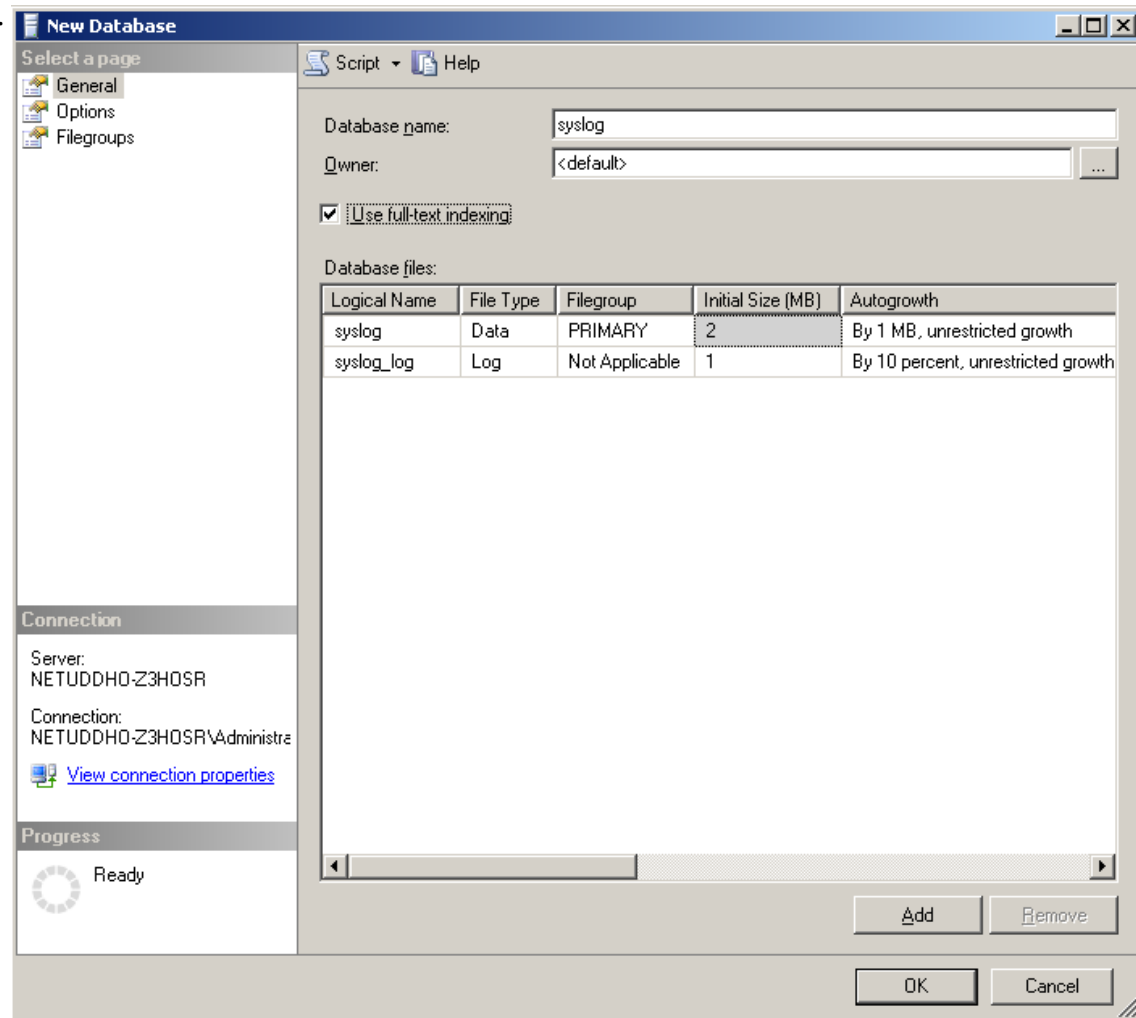 New Database
Select a page
General
Options
Filegroups
Script Help
Database name: syslog
Owner: <default> ...
Use full-text indexing
Database files:
Logical Name File Type Filegroup Initial Size (MB) Autogrowth
syslog Data PRIMARY 2 By 1 MB, unrestricted growth
syslog_log Log Not Applicable 1 By 10 percent, unrestricted growth
Connection
Server:
NETUDDHO-Z3HOSR
Connection:
NETUDDHO-Z3HOSR\Administra
View connection properties
Progress
Ready
Add Remove
OK Cancel